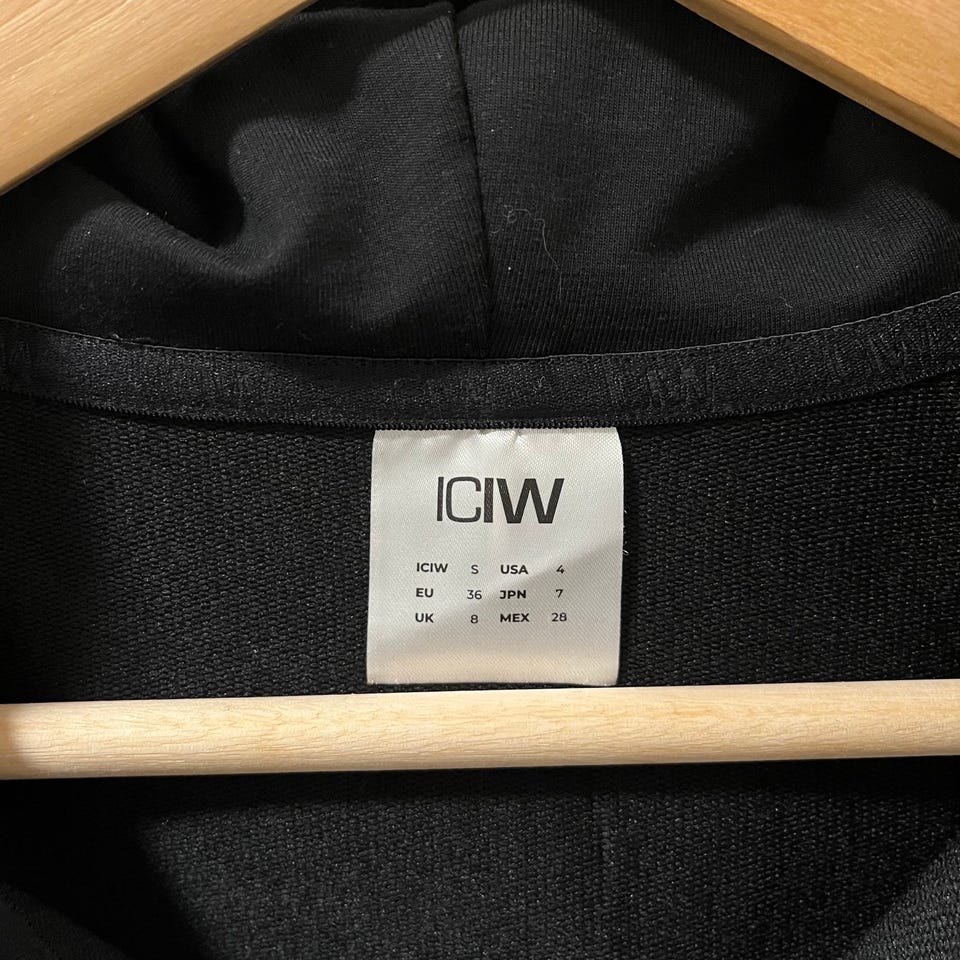 ICIW
ICIW S USA 4
EU 36 JPN 7
UK 8 MEX 28